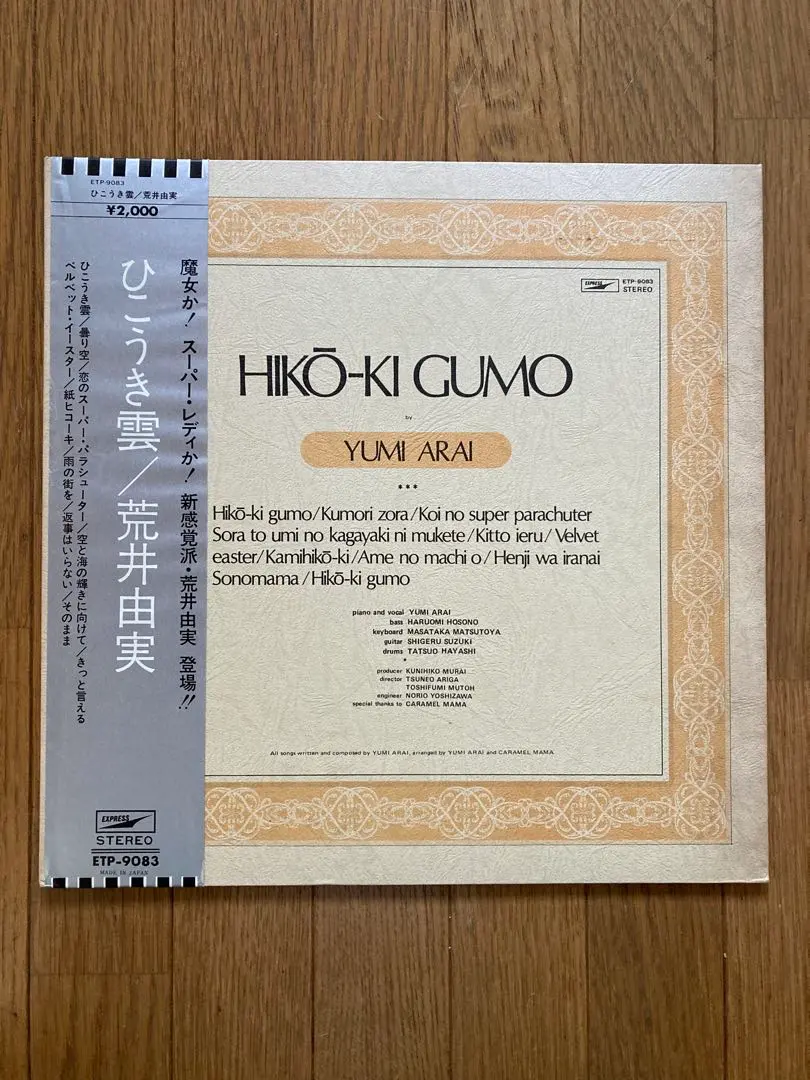 ETP-9083
ひこうき雲/荒井由実
¥2,000
魔女か! スーパー・レディか! 新感覚派・荒井由実 登場!!
ひこうき雲/荒井由実
ひこうき雲/曇り空/恋のスーパー・パラシューター/空と海の輝きに向けて/きっと言える
ベルベット・イースター/紙ヒコーキ/雨の街を/返事はいらない/そのまま
EXPRESS
STEREO
ETP-9083
MADE IN JAPAN
EXPRESS
ETP-9083
STEREO
HIKŌ-KI GUMO
by
YUMI ARAI
***
Hikō-ki gumo/Kumori zora/Koi no super parachuter
Sora to umi no kagayaki ni mukete/Kitto ieru/Velvet
easter/Kamihikō-ki/Ame no machi o/Henji wa iranai
Sonomama/Hikō-ki gumo
piano and vocal YUMI ARAI
bass HARUOMI HOSONO
keyboard MASATAKA MATSUTOYA
guitar SHIGERU SUZUKI
drums TATSUO HAYASHI
*
producer KUNIHIKO MURAI
director TSUNEO ARIGA
TOSHIFUMI MUTOH
engineer NORIO YOSHIZAWA
special thanks to CARAMEL MAMA
All songs written and composed by YUMI ARAI, arranged by YUMI ARAI and CARAMEL MAMA